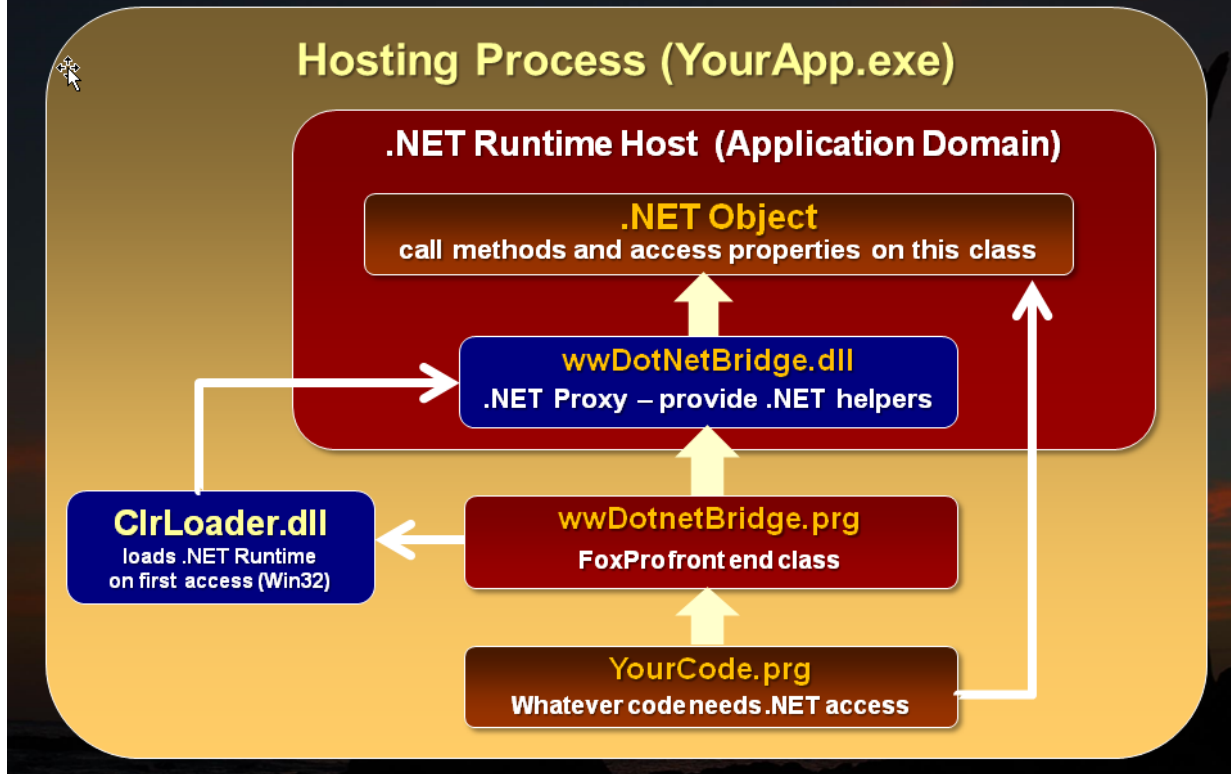 Hosting Process (YourApp.exe)
.NET Runtime Host (Application Domain)
.NET Object
call methods and access properties on this class
wwDotNetBridge.dll
.NET Proxy – provide .NET helpers
ClrLoader.dll
loads .NET Runtime
on first access (Win32)
wwDotnetBridge.prg
FoxPro front end class
YourCode.prg
Whatever code needs .NET access